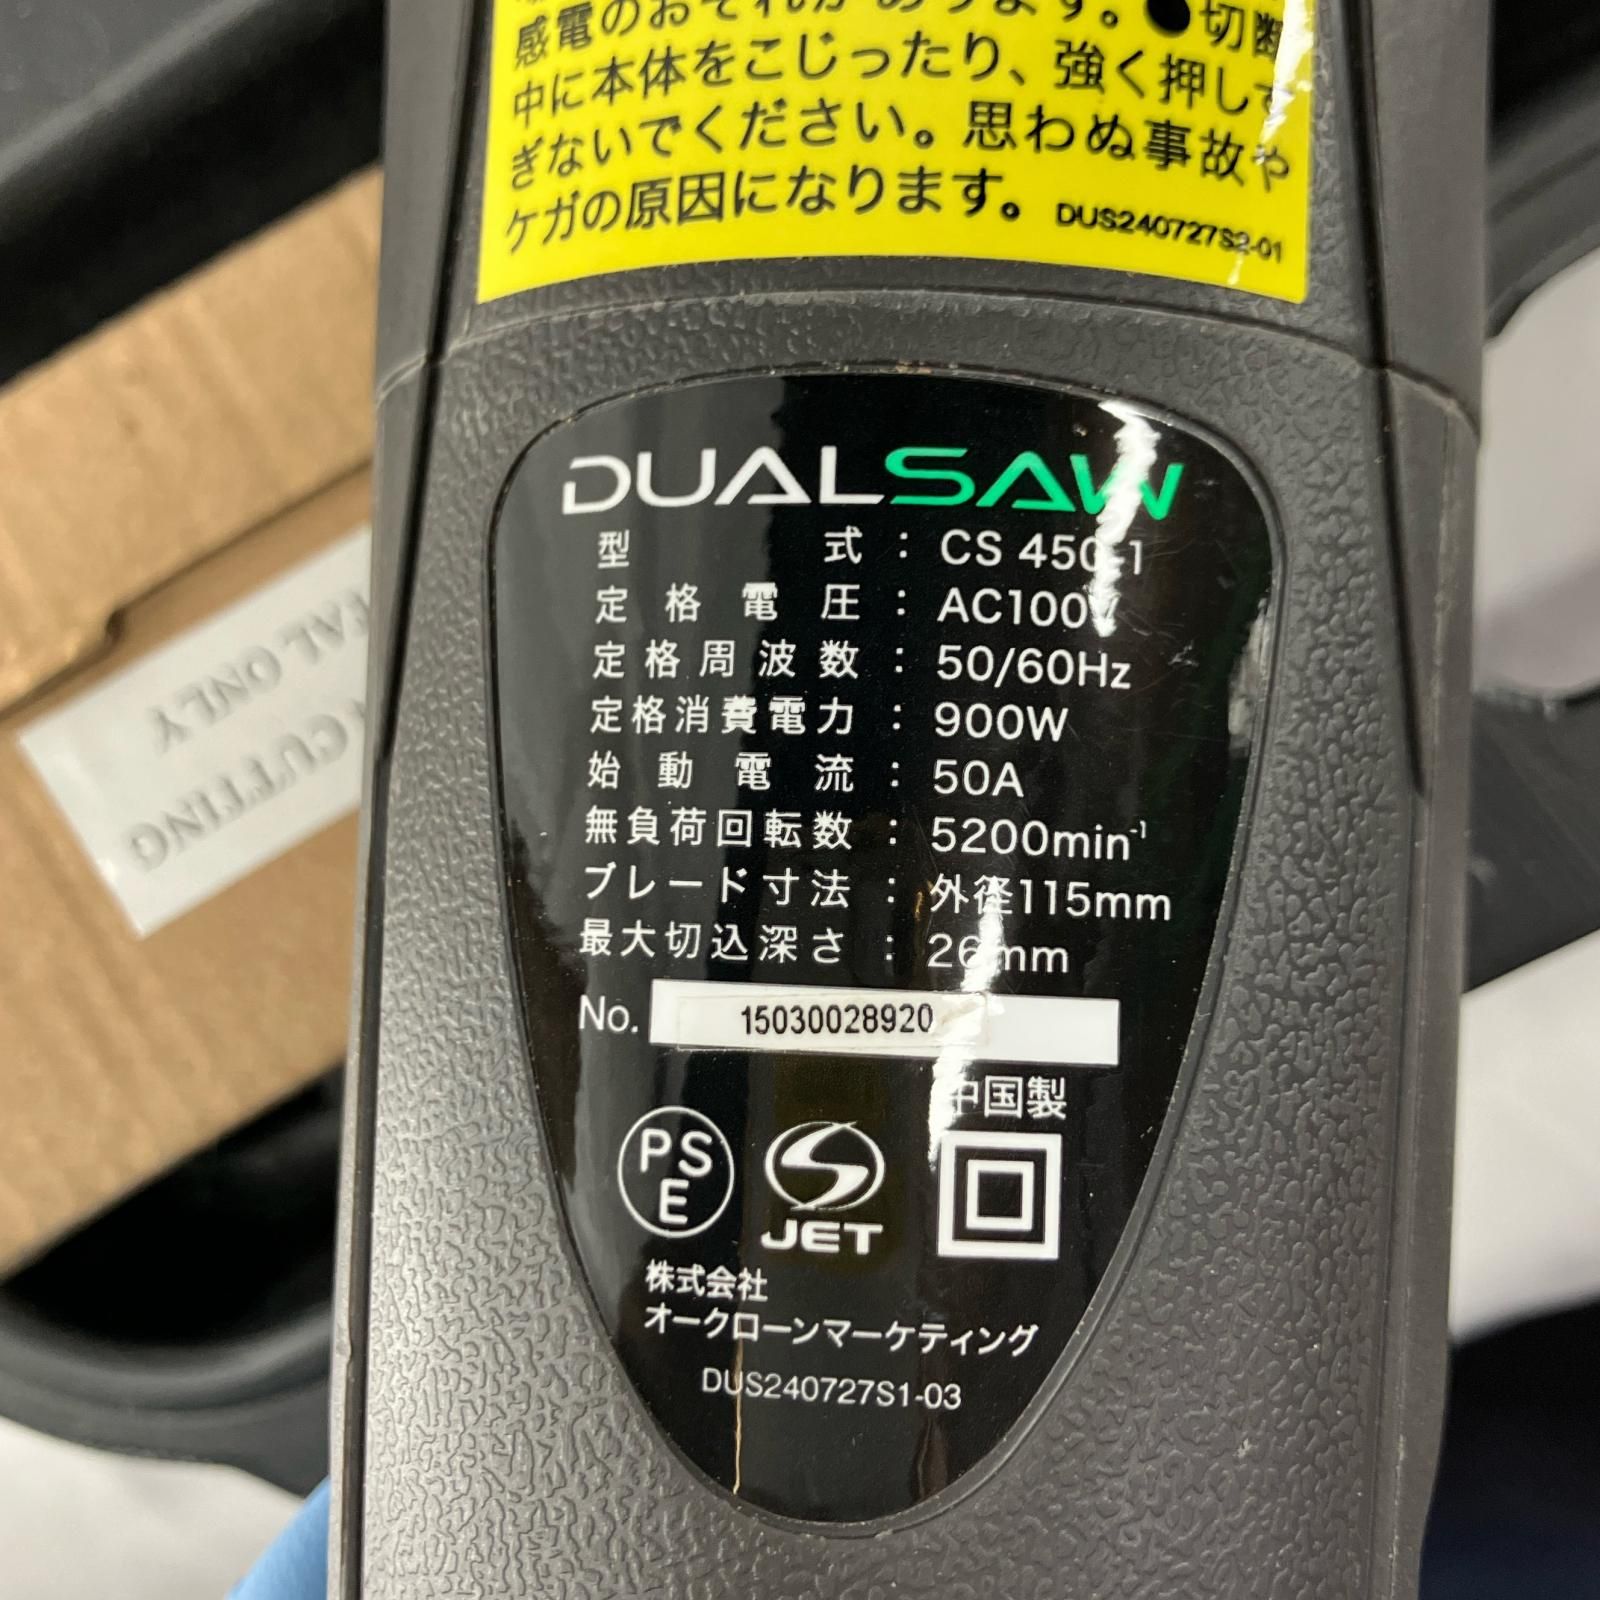 感電のおそれがあります。●切断
中に本体をこじったり、強く押しす
ぎないでください。思わぬ事故や
ケガの原因になります。 DUS240727S2-01
DUALSAW
型式：CS 450-1
定格電圧：AC100V
定格周波数：50/60Hz
定格消費電力：900W
始動電流：50A
無負荷回転数：5200min-1
ブレード寸法：外径115mm
最大切込深さ：26mm
No. 15030028920
中国製
PS
E
JET
株式会社
オークローンマーケティング
DUS240727S1-03
CUTTING
ONLY